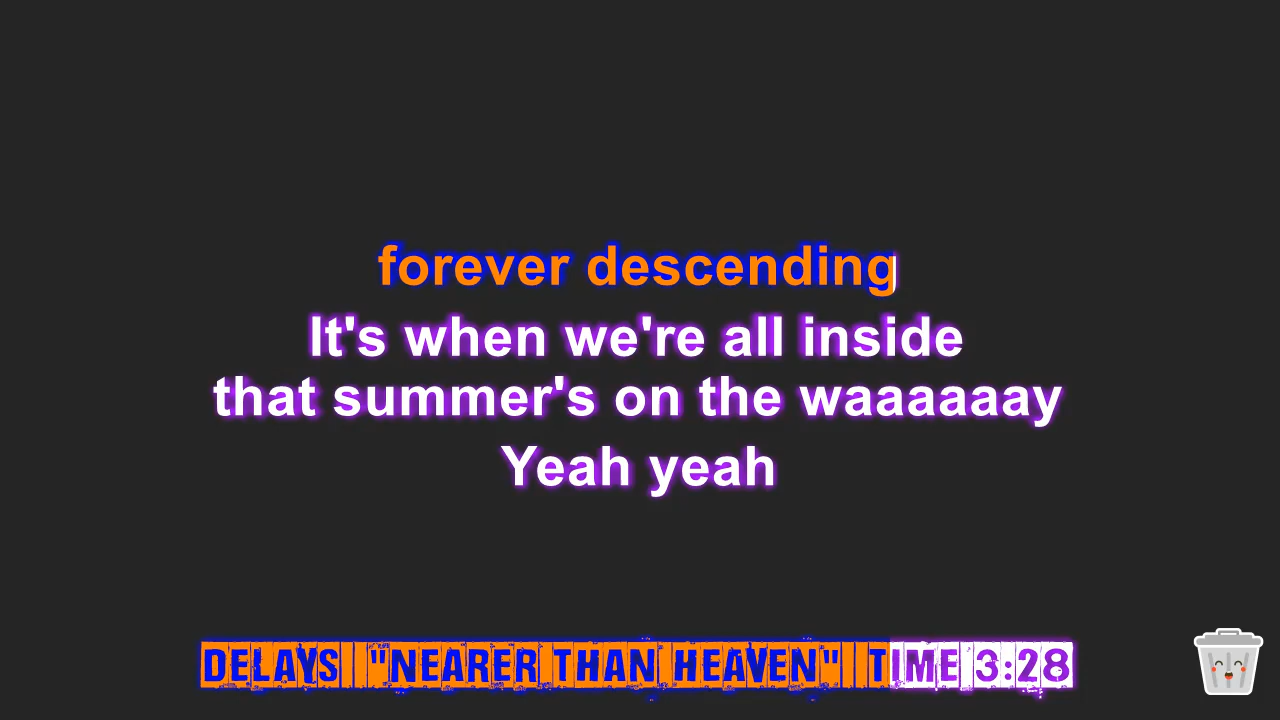 forever descending
It's when we're all inside
that summer's on the waaaaaay
Yeah yeah
DELAYS | "NEARER THAN HEAVEN" | TIME 3:28